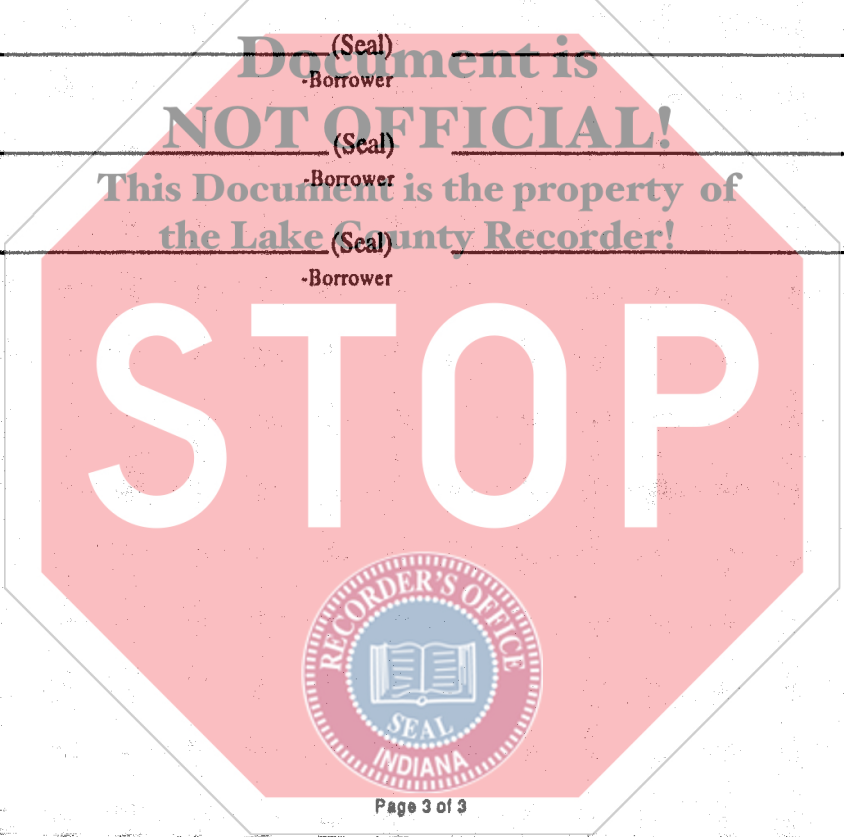 (Seal)
Document is
-Borrower
NOT OFFICIAL!
(Seal)
This Document is the property of
-Borrower
the Lake County Recorder!
(Seal)
-Borrower
STOP
RECORDER'S OFFICE
SEAL
INDIANA
Page 3 of 3